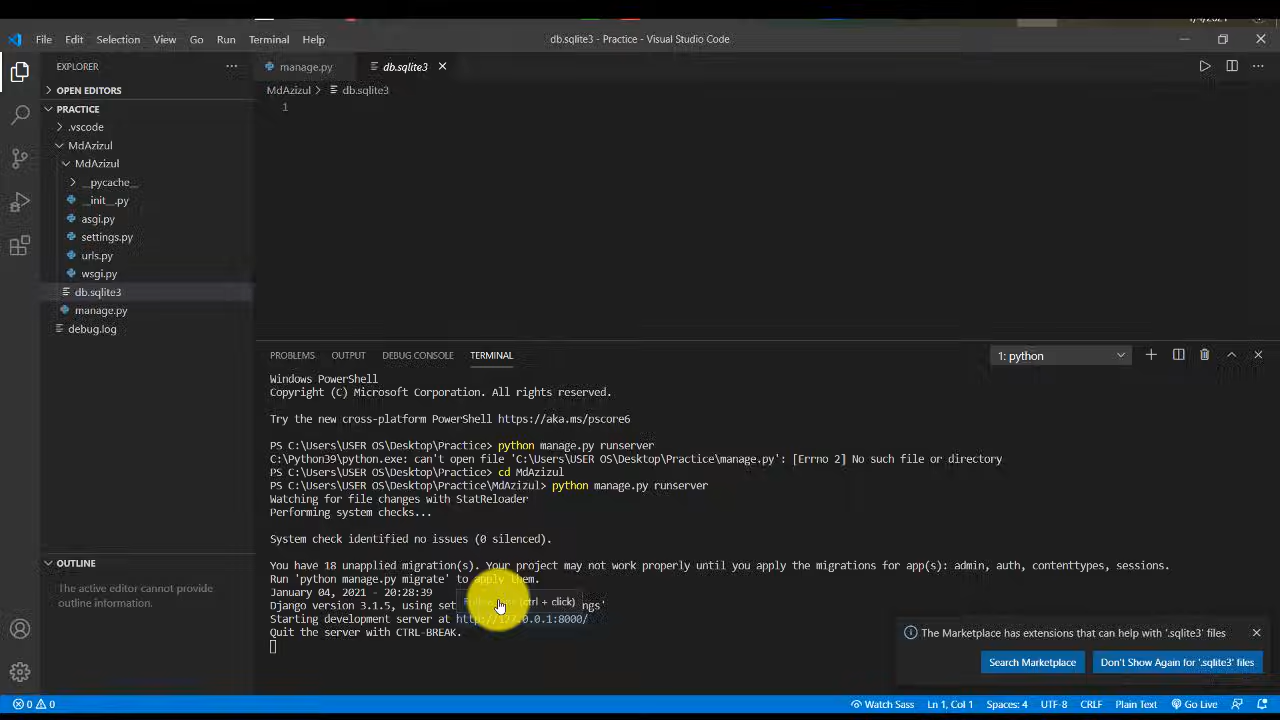 File Edit Selection View Go Run Terminal Help
db.sqlite3 - Practice - Visual Studio Code
EXPLORER
OPEN EDITORS
PRACTICE
.vscode
MdAzizul
MdAzizul
__pycache__
__init__.py
asgi.py
settings.py
urls.py
wsgi.py
db.sqlite3
manage.py
debug.log
OUTLINE
The active editor cannot provide
outline information.
manage.py db.sqlite3
MdAzizul > db.sqlite3
1
PROBLEMS OUTPUT DEBUG CONSOLE TERMINAL
1: python
Windows PowerShell
Copyright (C) Microsoft Corporation. All rights reserved.
Try the new cross-platform PowerShell https://aka.ms/pscore6
PS C:\Users\USER OS\Desktop\Practice> python manage.py runserver
C:\Python39\python.exe: can't open file 'C:\Users\USER OS\Desktop\Practice\manage.py': [Errno 2] No such file or directory
PS C:\Users\USER OS\Desktop\Practice> cd MdAzizul
PS C:\Users\USER OS\Desktop\Practice\MdAzizul> python manage.py runserver
Watching for file changes with StatReloader
Performing system checks...
System check identified no issues (0 silenced).
You have 18 unapplied migration(s). Your project may not work properly until you apply the migrations for app(s): admin, auth, contenttypes, sessions.
Run 'python manage.py migrate' to apply them.
January 04, 2021 - 20:28:39
(ctrl + click)
Django version 3.1.5, using set ngs'
Starting development server at http://127.0.0.1:8000/
Quit the server with CTRL-BREAK.
The Marketplace has extensions that can help with '.sqlite3' files
Search Marketplace Don't Show Again for '.sqlite3' files
0 0
Watch Sass Ln 1, Col 1 Spaces: 4 UTF-8 CRLF Plain Text Go Live